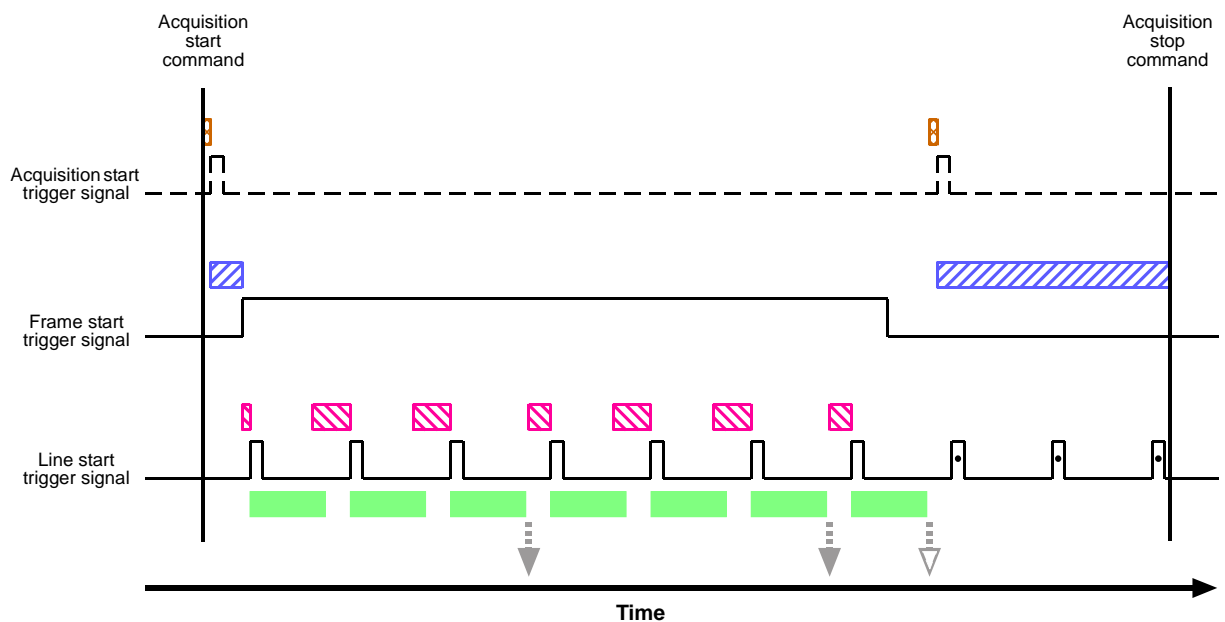 Acquisition
start
command
Acquisition
stop
command
Acquisition start
trigger signal
Frame start
trigger signal
Line start
trigger signal
Time